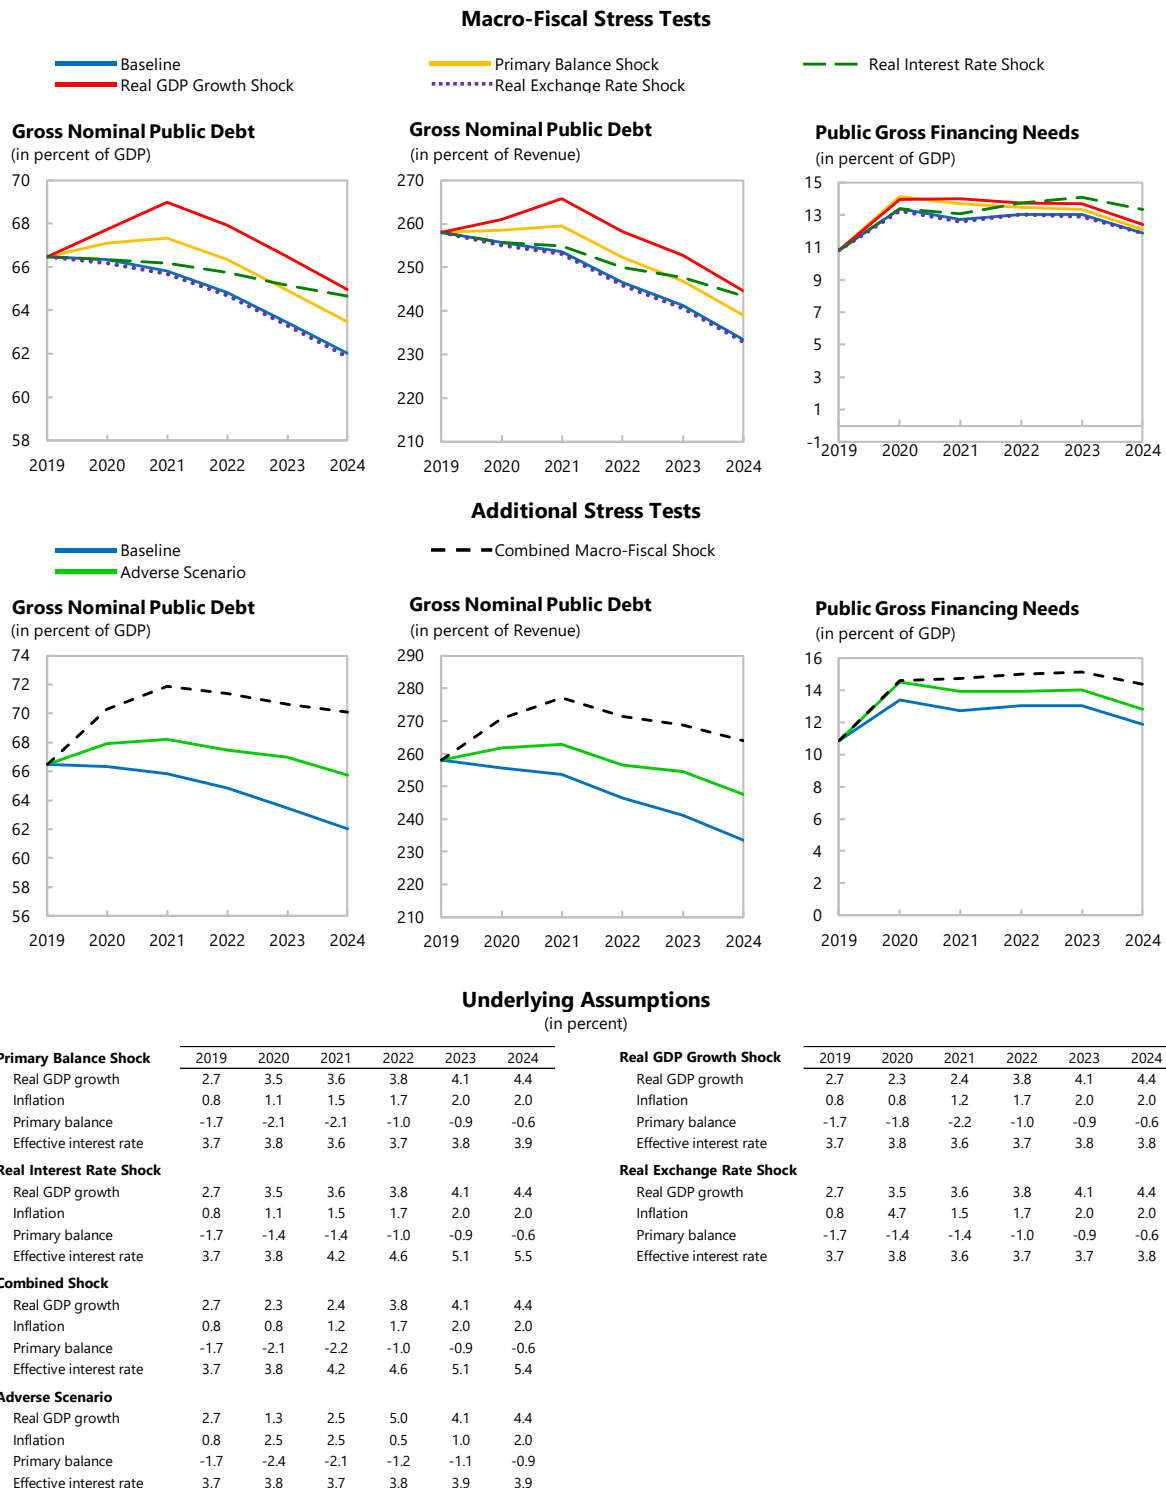 Macro-Fiscal Stress Tests
Baseline
Primary Balance Shock
Real Interest Rate Shock
Real GDP Growth Shock
Real Exchange Rate Shock
Gross Nominal Public Debt
(in percent of GDP)
70
68
66
64
62
60
58
2019 2020 2021 2022 2023 2024
Gross Nominal Public Debt
(in percent of Revenue)
270
260
250
240
230
220
210
2019 2020 2021 2022 2023 2024
Public Gross Financing Needs
(in percent of GDP)
15
13
11
9
7
5
3
1
-1
2019 2020 2021 2022 2023 2024
Additional Stress Tests
Baseline
Combined Macro-Fiscal Shock
Adverse Scenario
Gross Nominal Public Debt
(in percent of GDP)
74
72
70
68
66
64
62
60
58
56
2019 2020 2021 2022 2023 2024
Gross Nominal Public Debt
(in percent of Revenue)
290
280
270
260
250
240
230
220
210
2019 2020 2021 2022 2023 2024
Public Gross Financing Needs
(in percent of GDP)
16
14
12
10
8
6
4
2
0
2019 2020 2021 2022 2023 2024
Underlying Assumptions
(in percent)
Primary Balance Shock 2019 2020 2021 2022 2023 2024
Real GDP growth 2.7 3.5 3.6 3.8 4.1 4.4
Inflation 0.8 1.1 1.5 1.7 2.0 2.0
Primary balance -1.7 -2.1 -2.1 -1.0 -0.9 -0.6
Effective interest rate 3.7 3.8 3.6 3.7 3.8 3.9
Real Interest Rate Shock
Real GDP growth 2.7 3.5 3.6 3.8 4.1 4.4
Inflation 0.8 1.1 1.5 1.7 2.0 2.0
Primary balance -1.7 -1.4 -1.4 -1.0 -0.9 -0.6
Effective interest rate 3.7 3.8 4.2 4.6 5.1 5.5
Combined Shock
Real GDP growth 2.7 2.3 2.4 3.8 4.1 4.4
Inflation 0.8 0.8 1.2 1.7 2.0 2.0
Primary balance -1.7 -2.1 -2.2 -1.0 -0.9 -0.6
Effective interest rate 3.7 3.8 4.2 4.6 5.1 5.4
Adverse Scenario
Real GDP growth 2.7 1.3 2.5 5.0 4.1 4.4
Inflation 0.8 2.5 2.5 0.5 1.0 2.0
Primary balance -1.7 -2.4 -2.1 -1.2 -1.1 -0.9
Effective interest rate 3.7 3.8 3.7 3.8 3.9 3.9
Real GDP Growth Shock 2019 2020 2021 2022 2023 2024
Real GDP growth 2.7 2.3 2.4 3.8 4.1 4.4
Inflation 0.8 0.8 1.2 1.7 2.0 2.0
Primary balance -1.7 -1.8 -2.2 -1.0 -0.9 -0.6
Effective interest rate 3.7 3.8 3.6 3.7 3.8 3.8
Real Exchange Rate Shock
Real GDP growth 2.7 3.5 3.6 3.8 4.1 4.4
Inflation 0.8 4.7 1.5 1.7 2.0 2.0
Primary balance -1.7 -1.4 -1.4 -1.0 -0.9 -0.6
Effective interest rate 3.7 3.8 3.6 3.7 3.7 3.8